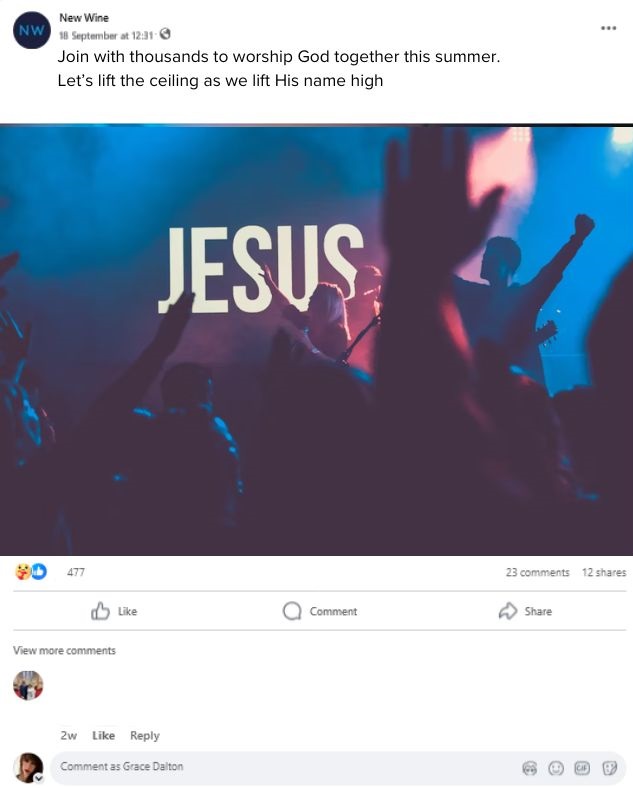 NW
New Wine
18 September at 12:31 ·
Join with thousands to worship God together this summer.
Let’s lift the ceiling as we lift His name high
JESUS
477
23 comments 12 shares
Like Comment Share
View more comments
2w Like Reply
Comment as Grace Dalton
GIF